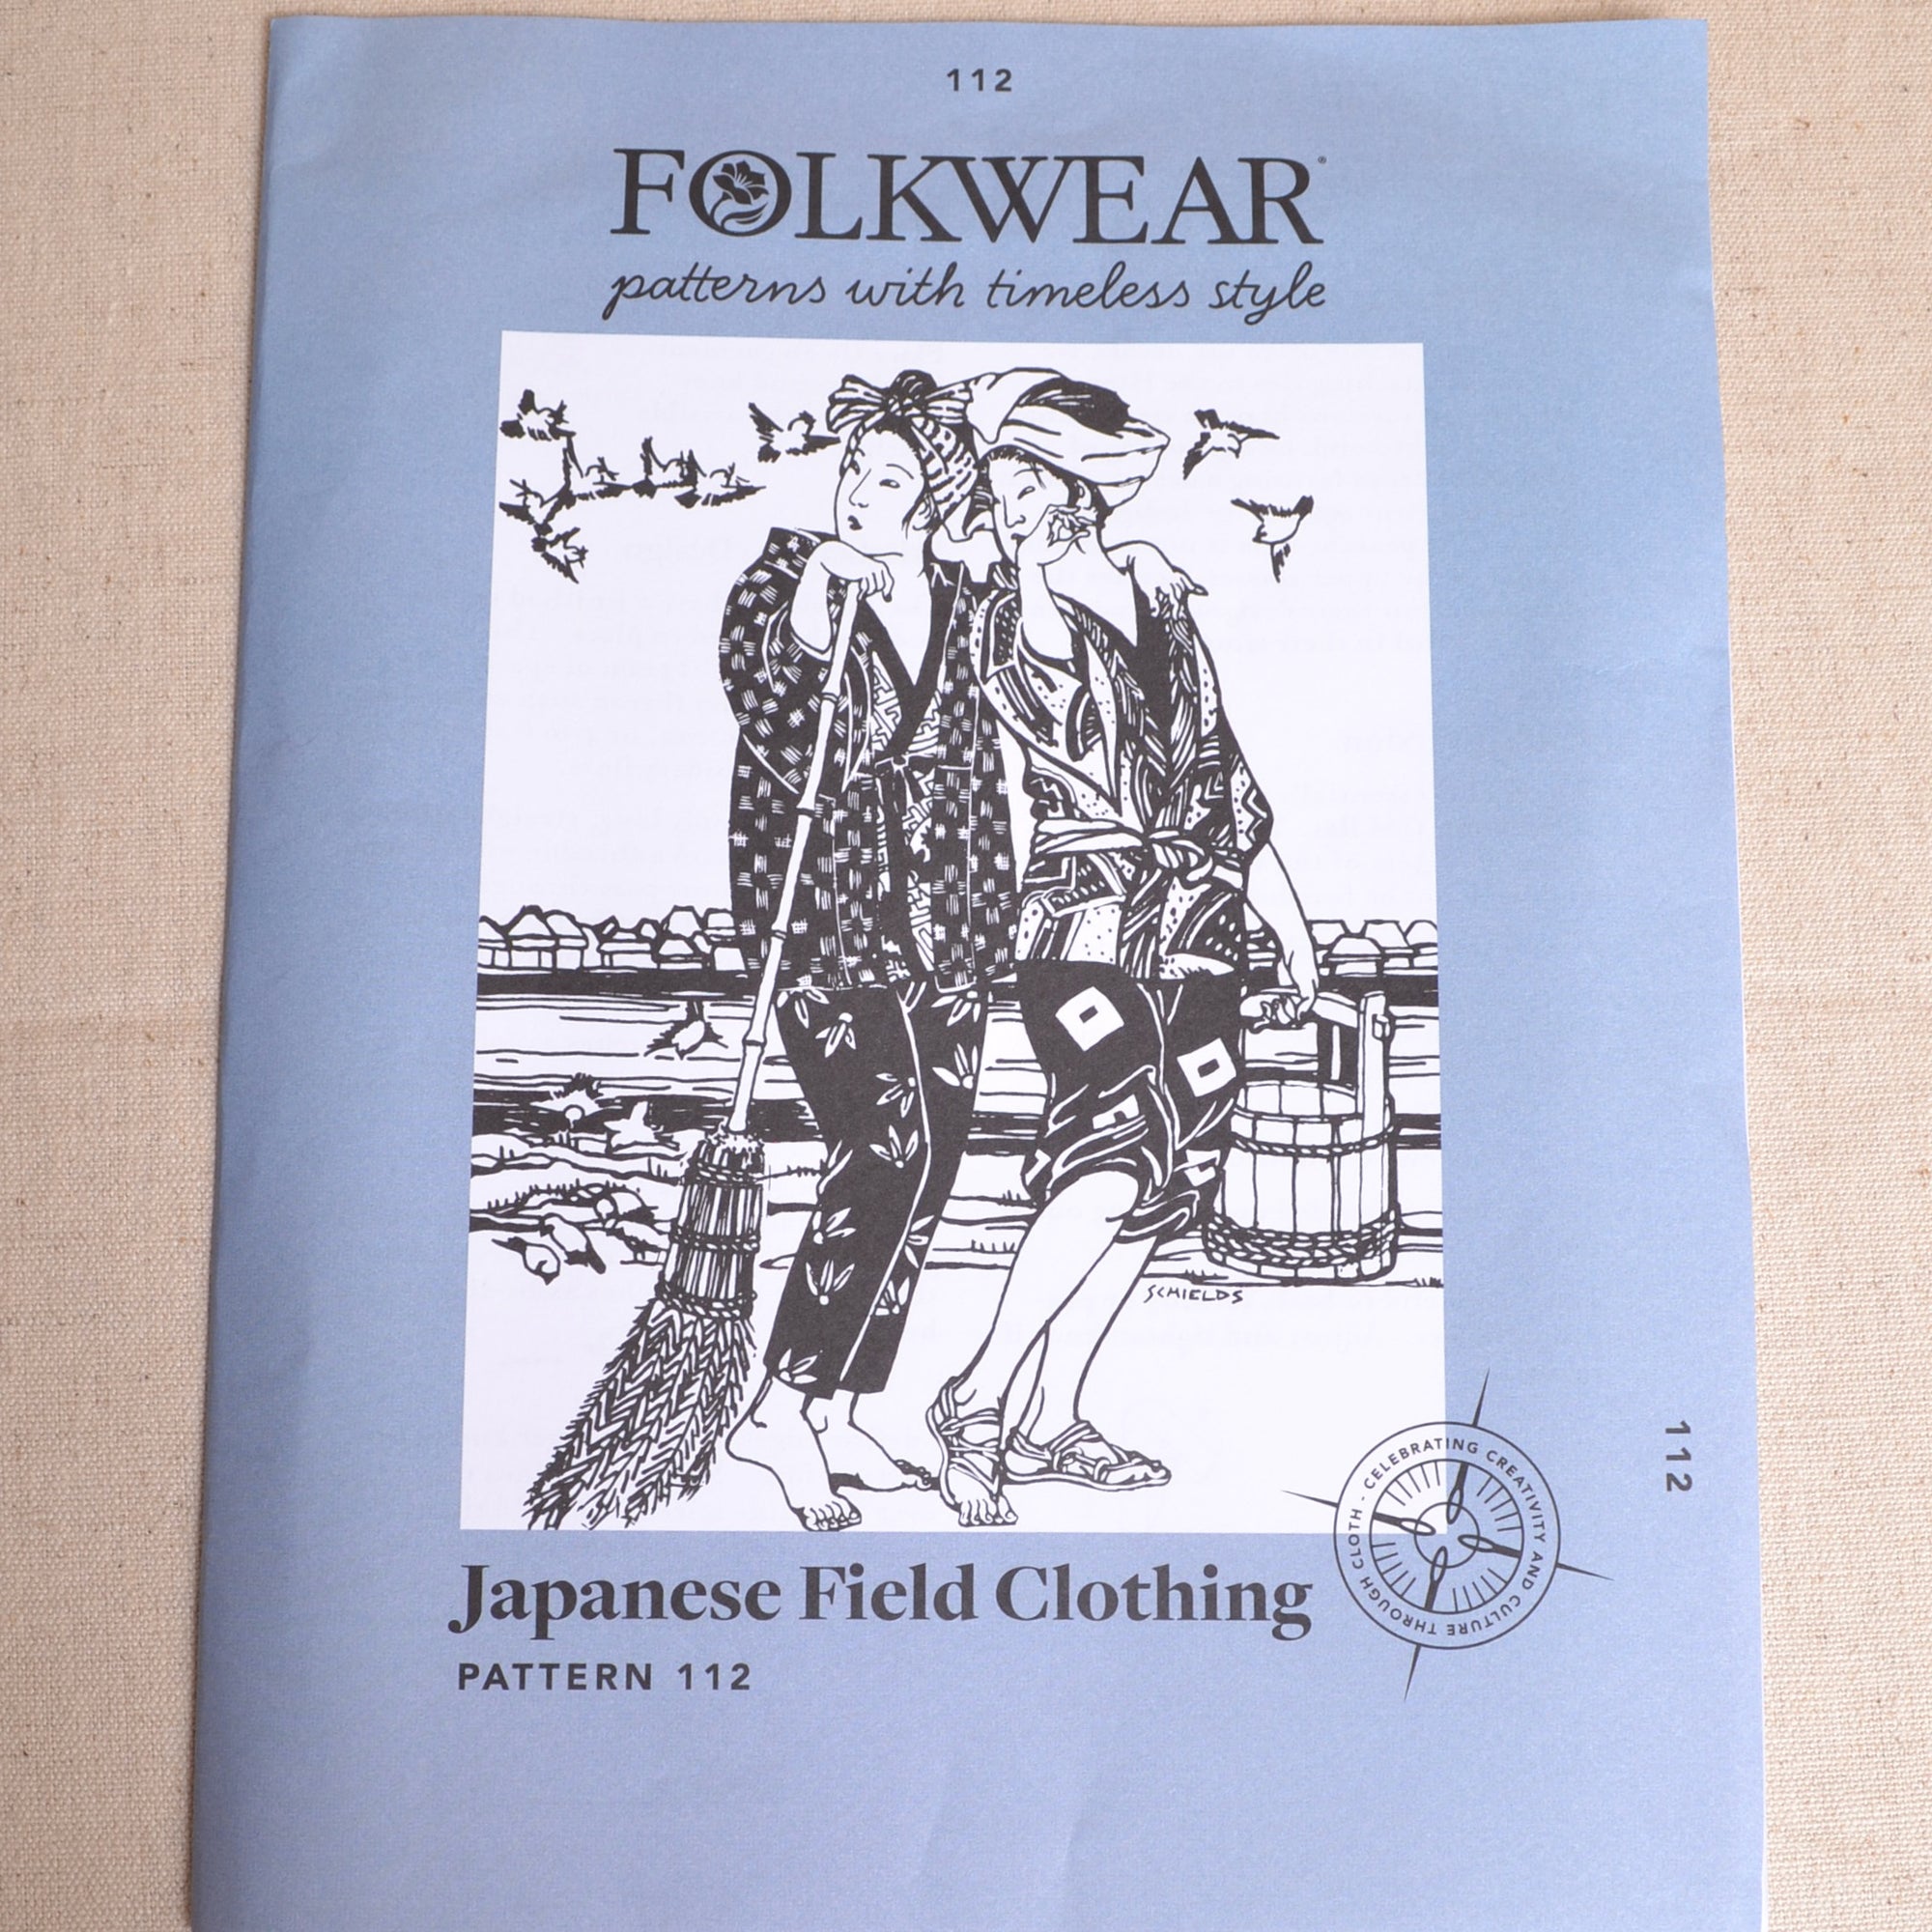 112
FOLKWEAR®
patterns with timeless style
SCHIELDS
112
CELEBRATING CREATIVITY AND CULTURE THROUGH CLOTH -
Japanese Field Clothing
PATTERN 112